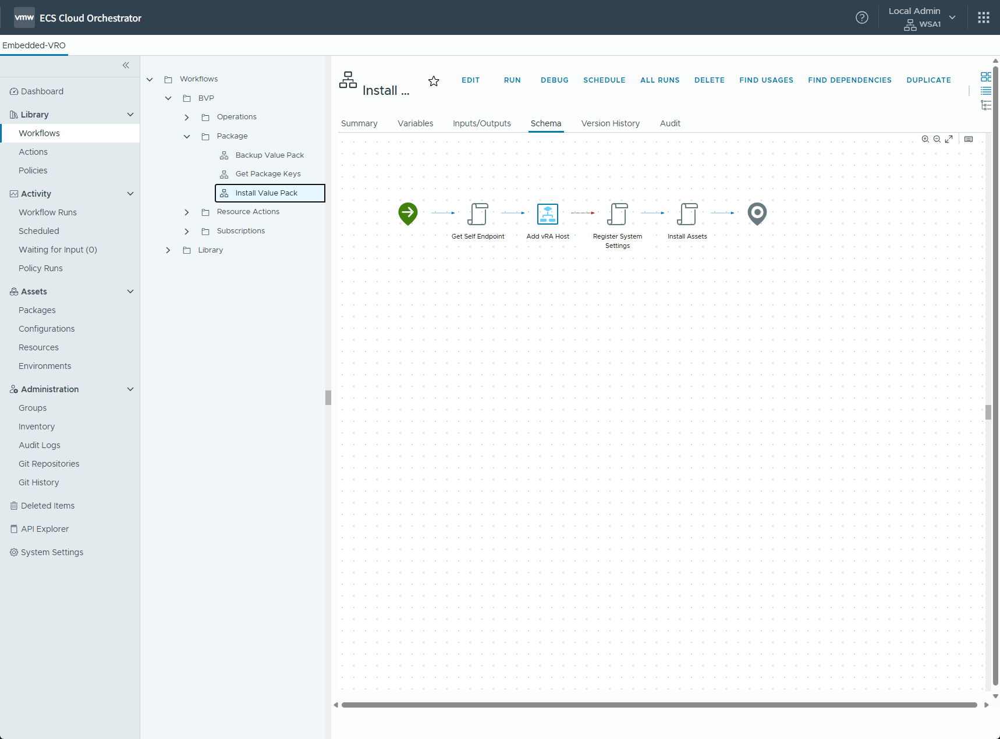 vmw ECS Cloud Orchestrator
Local Admin
WSA1
Embedded-VRO
Dashboard
Library
Workflows
Actions
Policies
Activity
Workflow Runs
Scheduled
Waiting for Input (0)
Policy Runs
Assets
Packages
Configurations
Resources
Environments
Administration
Groups
Inventory
Audit Logs
Git Repositories
Git History
Deleted Items
API Explorer
System Settings
Workflows
BVP
Operations
Package
Backup Value Pack
Get Package Keys
Install Value Pack
Resource Actions
Subscriptions
Library
Install ...
EDIT RUN DEBUG SCHEDULE ALL RUNS DELETE FIND USAGES FIND DEPENDENCIES DUPLICATE
Summary Variables Inputs/Outputs Schema Version History Audit
Get Self Endpoint
Add vRA Host
Register System
Settings
Install Assets